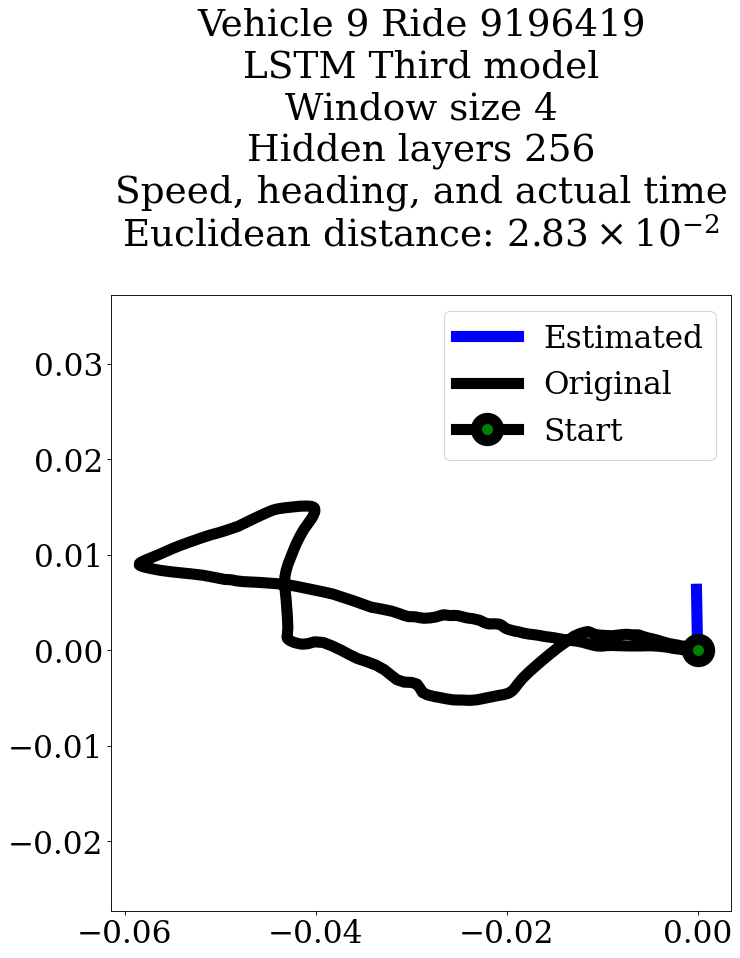 Vehicle 9 Ride 9196419
LSTM Third model
Window size 4
Hidden layers 256
Speed, heading, and actual time
Euclidean distance: 2.83 × 10⁻²
Estimated
Original
Start
0.03
0.02
0.01
0.00
−0.01
−0.02
−0.06 −0.04 −0.02 0.00